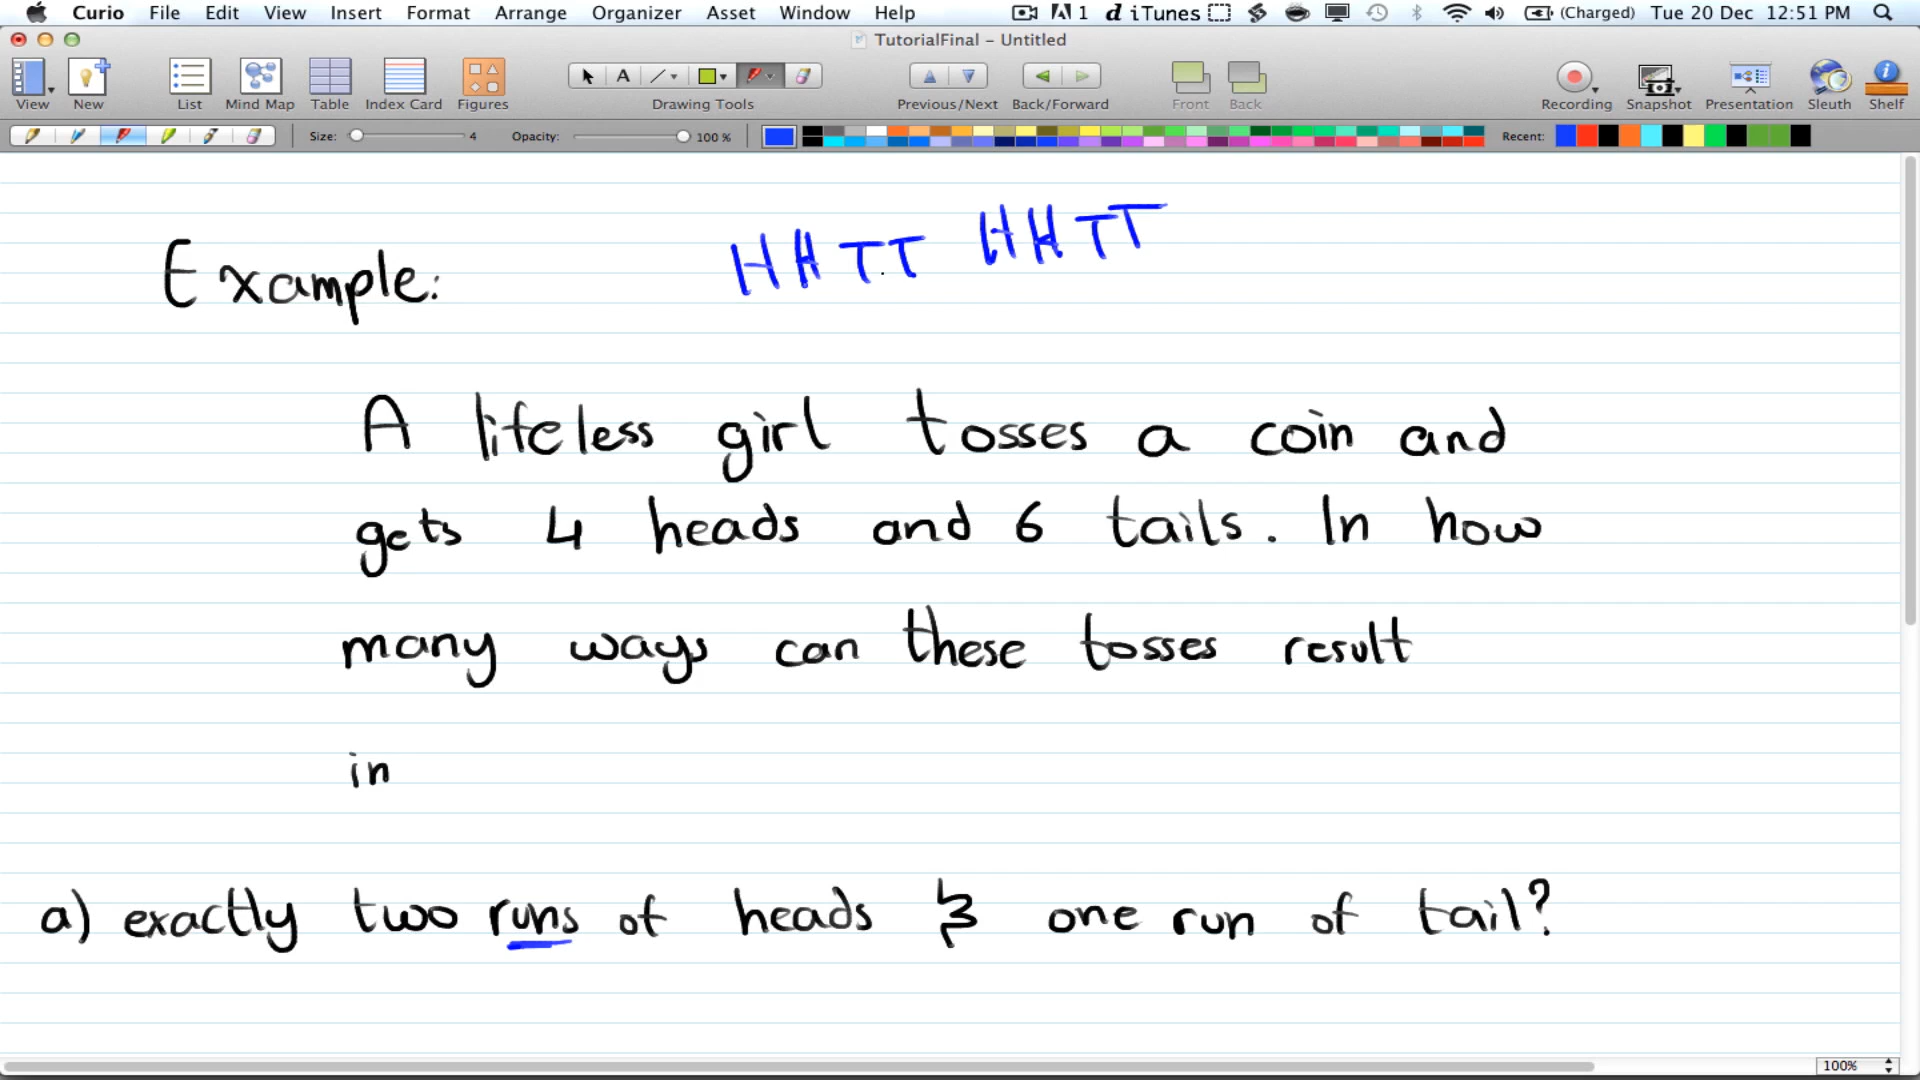 Curio File Edit View Insert Format Arrange Organizer Asset Window Help 1 d iTunes (Charged) Tue 20 Dec 12:51 PM
TutorialFinal – Untitled
A
View New List Mind Map Table Index Card Figures Drawing Tools Previous/Next Back/Forward Front Back Recording Snapshot Presentation Sleuth Shelf
Size: 4 Opacity: 100 % Recent:
HHTT HHTT
Example:
A lifeless girl tosses a coin and
gets 4 heads and 6 tails. In how
many ways can these tosses result
in
a) exactly two runs of heads & one run of tail?
100%